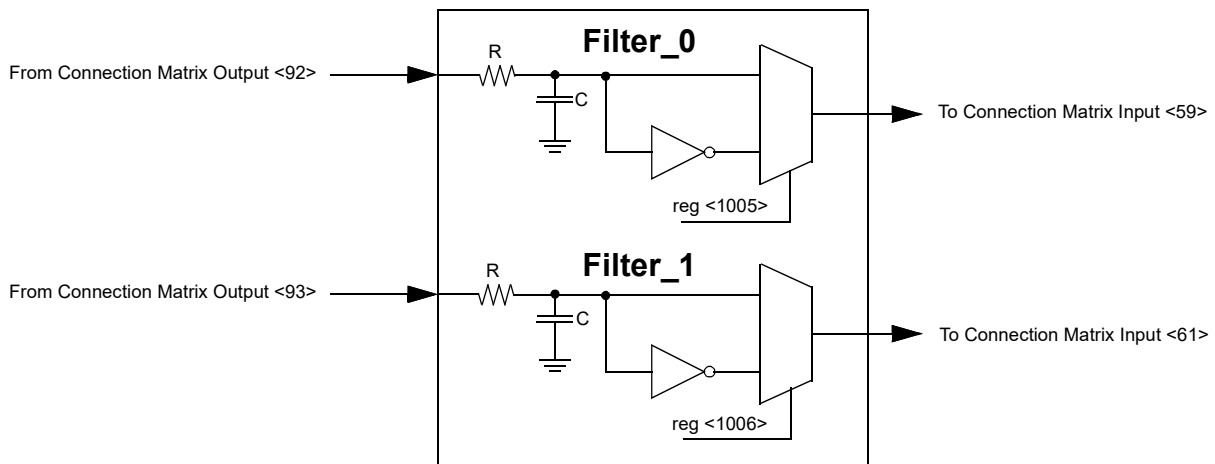 Filter_0
R
From Connection Matrix Output <92>
C
To Connection Matrix Input <59>
reg <1005>
Filter_1
R
From Connection Matrix Output <93>
C
To Connection Matrix Input <61>
reg <1006>